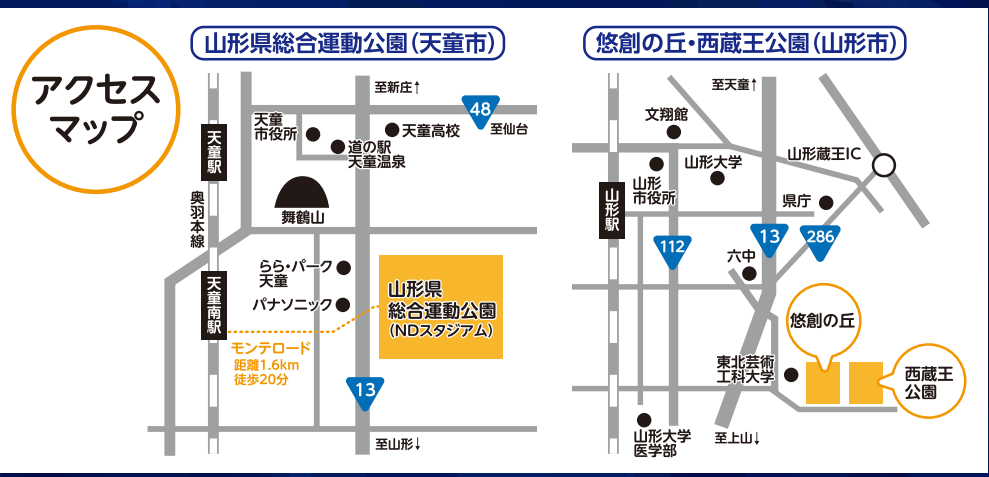 アクセス
マップ
山形県総合運動公園(天童市)
至新庄↑
48
至仙台
天童
市役所
天童高校
道の駅
天童温泉
天童駅
舞鶴山
奥羽本線
らら・パーク
天童
パナソニック
天童南駅
山形県
総合運動公園
(NDスタジアム)
モンテロード
距離1.6km
徒歩20分
13
至山形↓
悠創の丘・西蔵王公園(山形市)
至天童↑
文翔館
山形蔵王IC
山形大学
山形
市役所
山形駅
県庁
112
13
286
六中
悠創の丘
東北芸術
工科大学
西蔵王
公園
山形大学
医学部
至上山↓